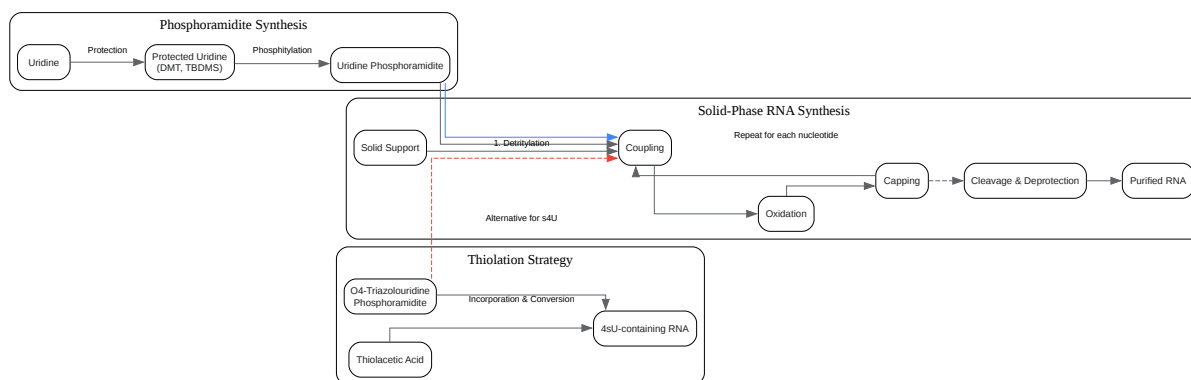 Phosphoramidite Synthesis
Uridine
Protection
Protected Uridine
(DMT, TBDMS)
Phosphitylation
Uridine Phosphoramidite
Solid-Phase RNA Synthesis
Solid Support
1. Detritylation
Coupling
Repeat for each nucleotide
Capping
Cleavage & Deprotection
Purified RNA
Oxidation
Alternative for s4U
Thiolation Strategy
O4-Triazolouridine
Phosphoramidite
Incorporation & Conversion
4sU-containing RNA
Thiolacetic Acid